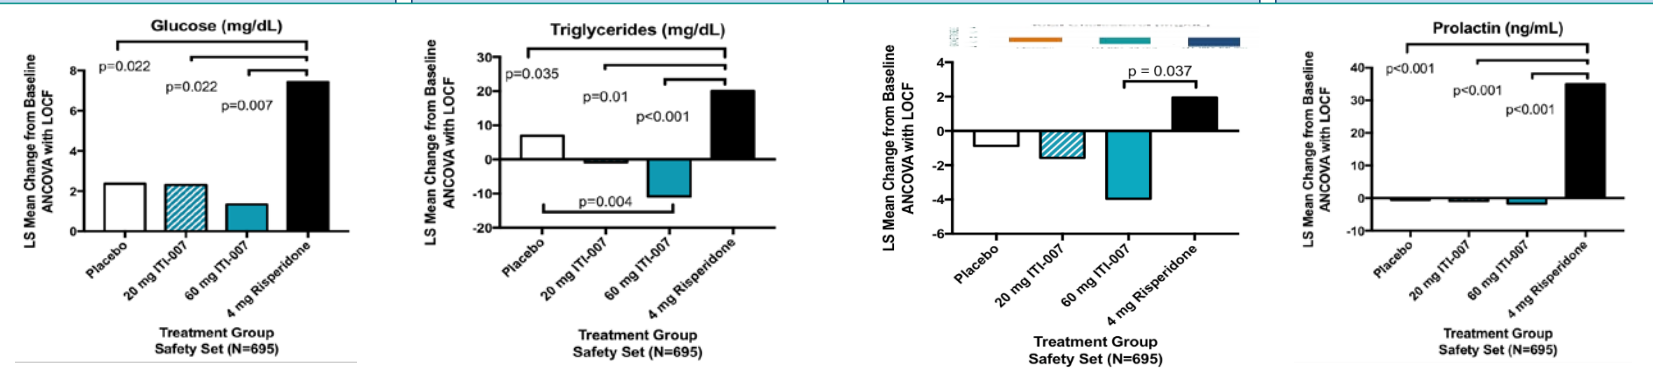 Glucose (mg/dL)
p=0.022
p=0.022
p=0.007
8
6
4
2
0
LS Mean Change from Baseline
ANCOVA with LOCF
Placebo
20 mg ITI-007
60 mg ITI-007
4 mg Risperidone
Treatment Group
Safety Set (N=695)
Triglycerides (mg/dL)
p=0.035
p=0.01
p<0.001
p=0.004
30
20
10
0
-10
-20
LS Mean Change from Baseline
ANCOVA with LOCF
Placebo
20 mg ITI-007
60 mg ITI-007
4 mg Risperidone
Treatment Group
Safety Set (N=695)
p = 0.037
4
2
0
-2
-4
-6
LS Mean Change from Baseline
ANCOVA with LOCF
Placebo
20 mg ITI-007
60 mg ITI-007
4 mg Risperidone
Treatment Group
Safety Set (N=695)
Prolactin (ng/mL)
p<0.001
p<0.001
p<0.001
40
30
20
10
0
-10
LS Mean Change from Baseline
ANCOVA with LOCF
Placebo
20 mg ITI-007
60 mg ITI-007
4 mg Risperidone
Treatment Group
Safety Set (N=695)